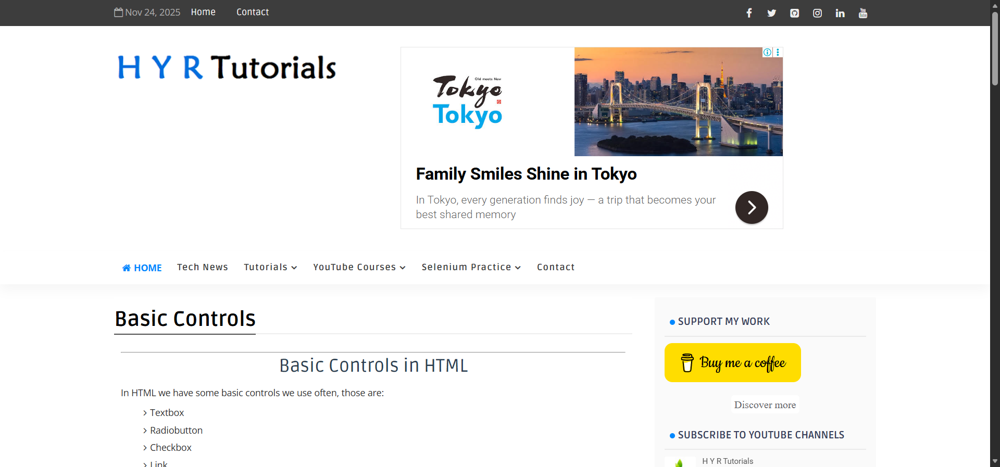 Nov 24, 2025 Home Contact
You
Tube
H Y R Tutorials
Old meets New
Tokyo
Tokyo
Family Smiles Shine in Tokyo
In Tokyo, every generation finds joy — a trip that becomes your
best shared memory
HOME Tech News Tutorials YouTube Courses Selenium Practice Contact
Basic Controls
Basic Controls in HTML
In HTML we have some basic controls we use often, those are:
Textbox
Radiobutton
Checkbox
Link
SUPPORT MY WORK
Buy me a coffee
Discover more
SUBSCRIBE TO YOUTUBE CHANNELS
H Y R Tutorials